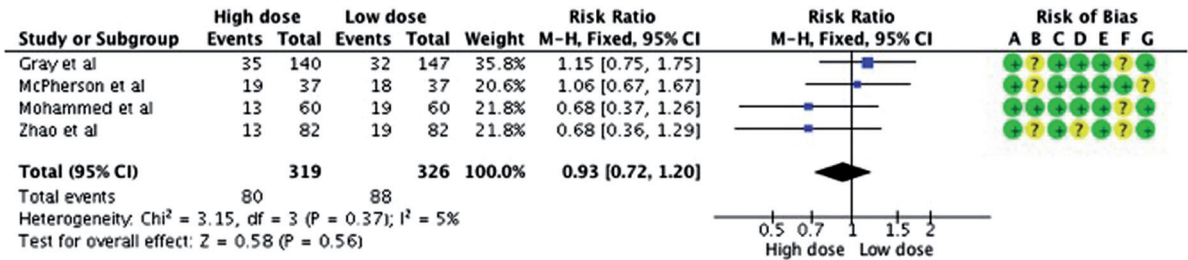 High dose Low dose Risk Ratio Risk Ratio Risk of Bias
Study or Subgroup Events Total Events Total Weight M-H, Fixed, 95% CI M-H, Fixed, 95% CI A B C D E F G
Gray et al 35 140 32 147 35.8% 1.15 [0.75, 1.75] + ? + + + ? +
McPherson et al 19 37 18 37 20.6% 1.06 [0.67, 1.67] + ? + + + + ?
Mohammed et al 13 60 19 60 21.8% 0.68 [0.37, 1.26] + + + + + ? +
Zhao et al 13 82 19 82 21.8% 0.68 [0.36, 1.29] + ? + ? + ? +
Total (95% CI) 319 326 100.0% 0.93 [0.72, 1.20]
Total events 80 88
Heterogeneity: Chi² = 3.15, df = 3 (P = 0.37); I² = 5%
Test for overall effect: Z = 0.58 (P = 0.56)
0.5 0.7 1 1.5 2
High dose Low dose